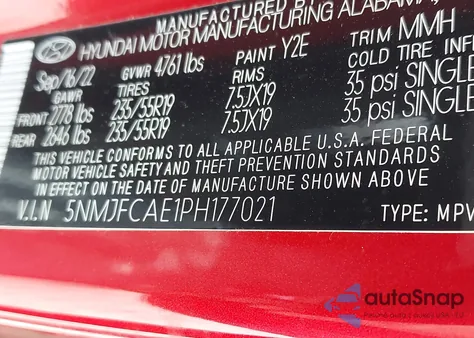 MANUFACTURED BY
HYUNDAI MOTOR MANUFACTURING ALABAMA,
Sep/16/22 GVWR 4761 lbs PAINT Y2E TRIM MMH
GAWR TIRES RIMS COLD TIRE INF
FRONT 2778 lbs 235/55R19 7.5JX19 35 psi SINGLE
REAR 2646 lbs 235/55R19 7.5JX19 35 psi SINGLE
THIS VEHICLE CONFORMS TO ALL APPLICABLE U.S.A. FEDERAL
MOTOR VEHICLE SAFETY AND THEFT PREVENTION STANDARDS
IN EFFECT ON THE DATE OF MANUFACTURE SHOWN ABOVE
V.I.N 5NMJFCAE1PH177021 TYPE: MPV
autaSnap